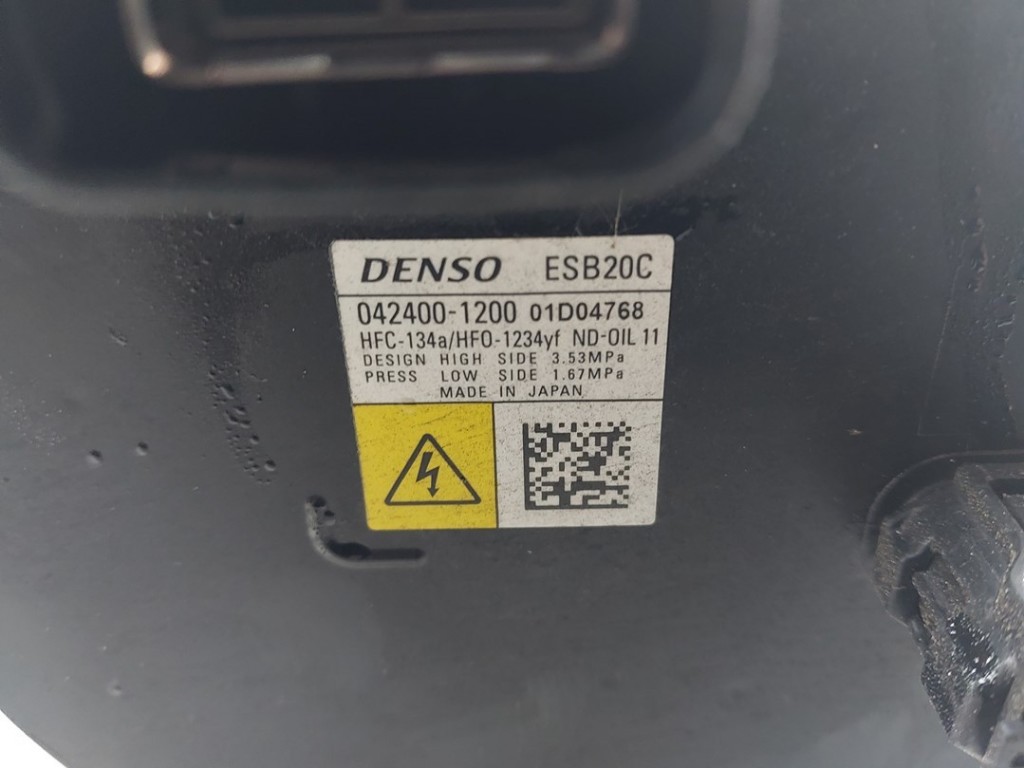 DENSO ESB20C
042400-1200 01D04768
HFC-134a/HFO-1234yf ND-OIL 11
DESIGN HIGH SIDE 3.53MPa
PRESS LOW SIDE 1.67MPa
MADE IN JAPAN